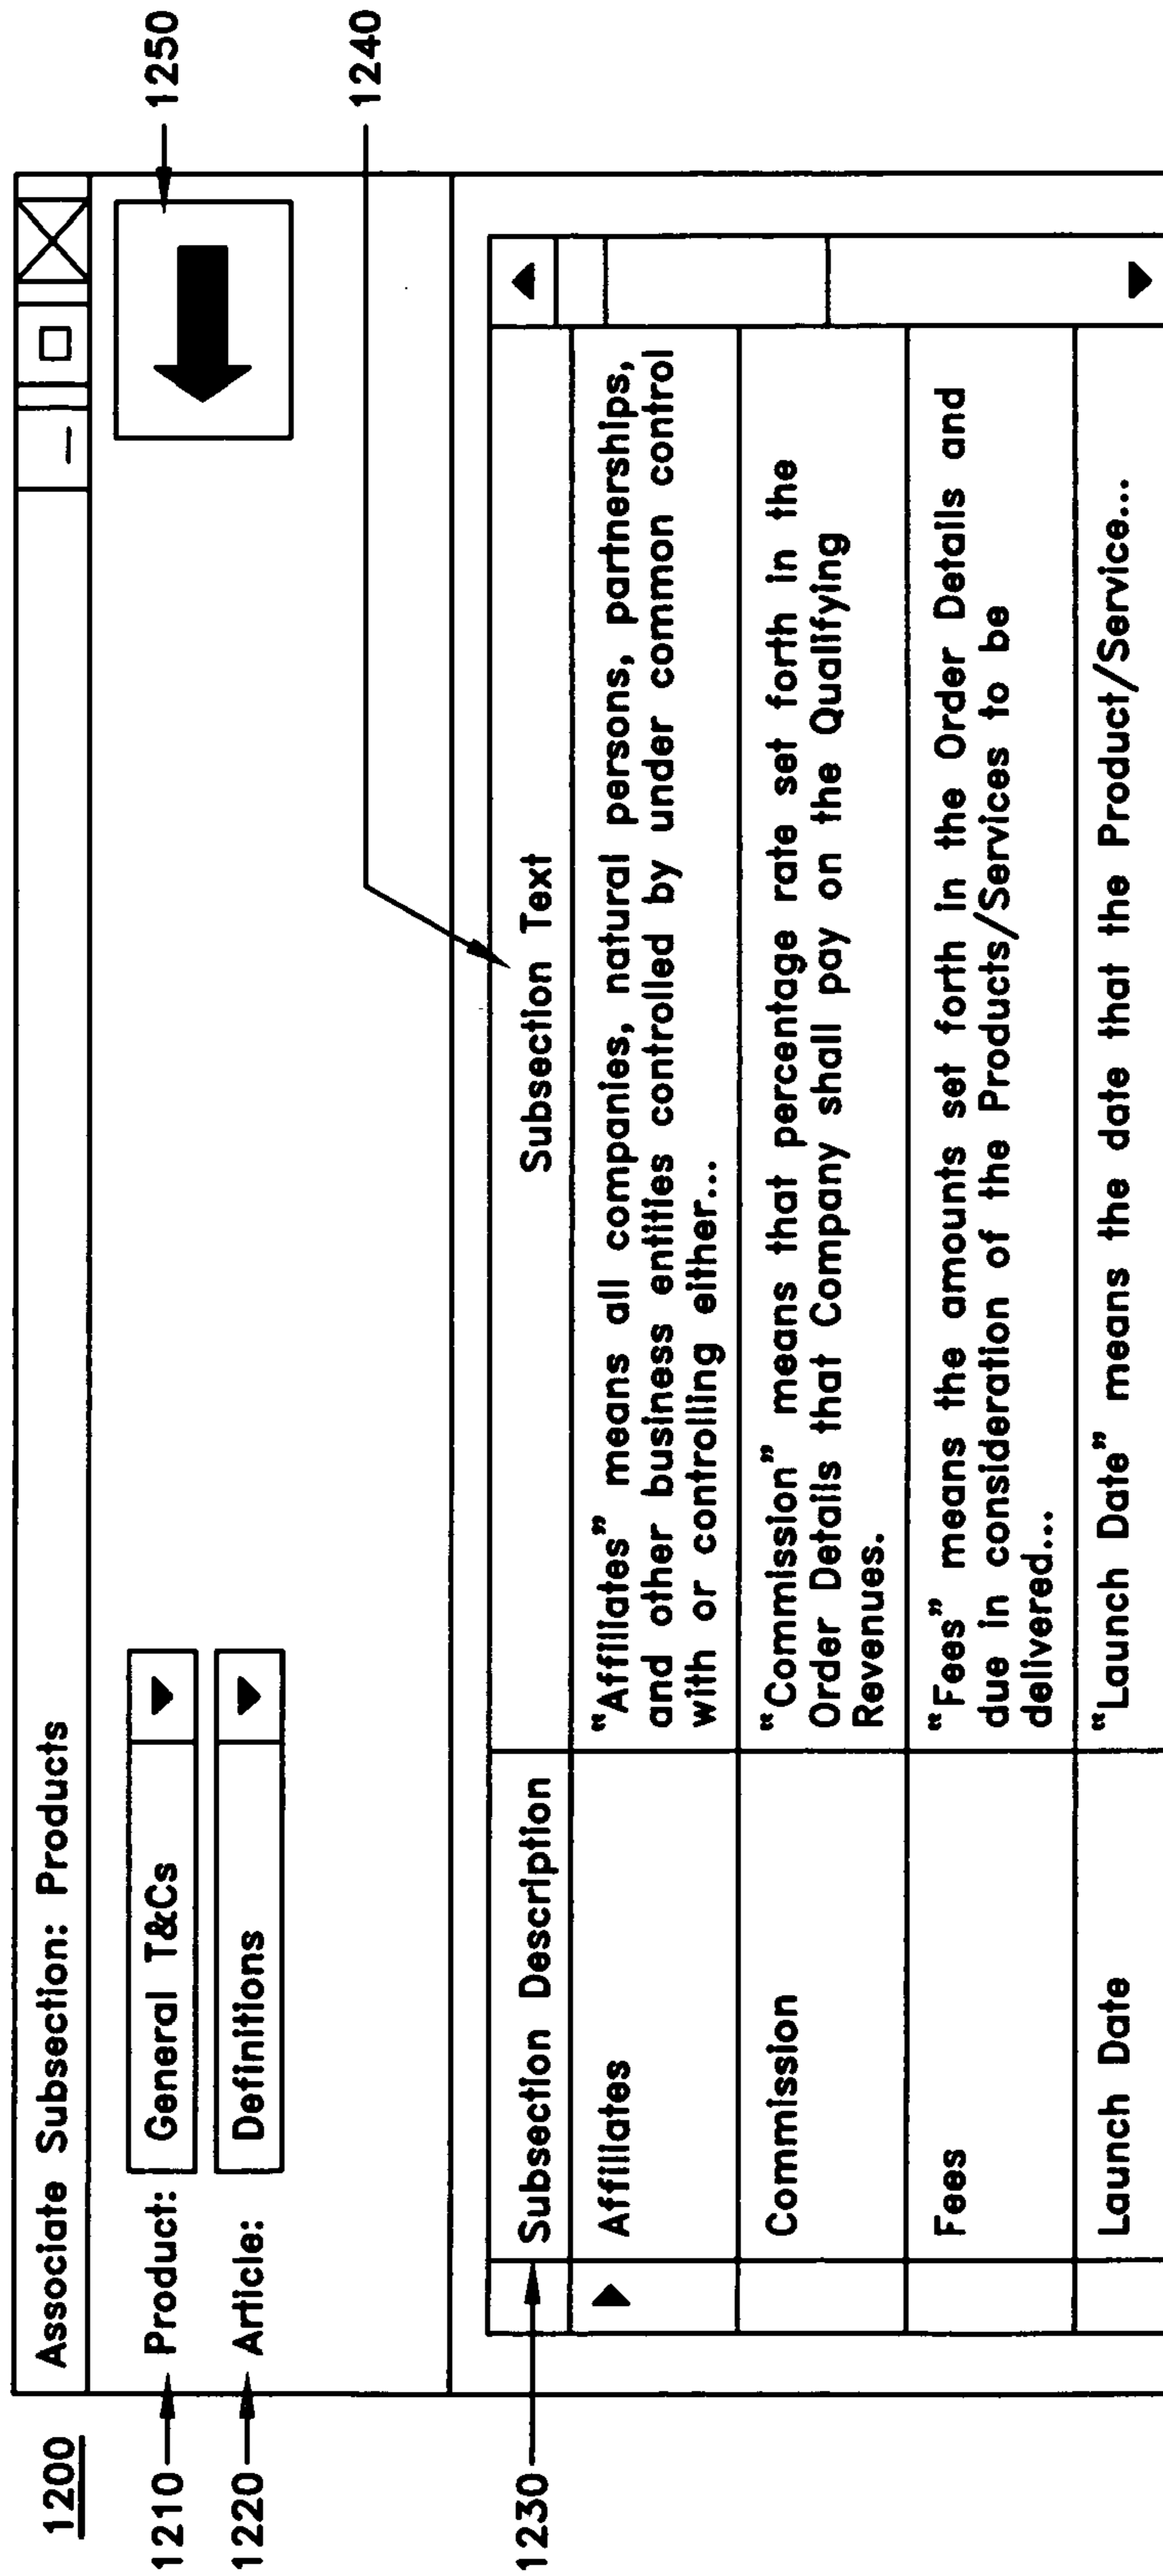 1200
Associate Subsection: Products
1210
Product:
General T&Cs
1250
1220
Article:
Definitions
1240
1230
Subsection Description
Subsection Text
Affiliates
“Affiliates” means all companies, natural persons, partnerships,
and other business entities controlled by under common control
with or controlling either...
Commission
“Commission” means that percentage rate set forth in the
Order Details that Company shall pay on the Qualifying
Revenues.
Fees
“Fees” means the amounts set forth in the Order Details and
due in consideration of the Products/Services to be
delivered...
Launch Date
“Launch Date” means the date that the Product/Service...